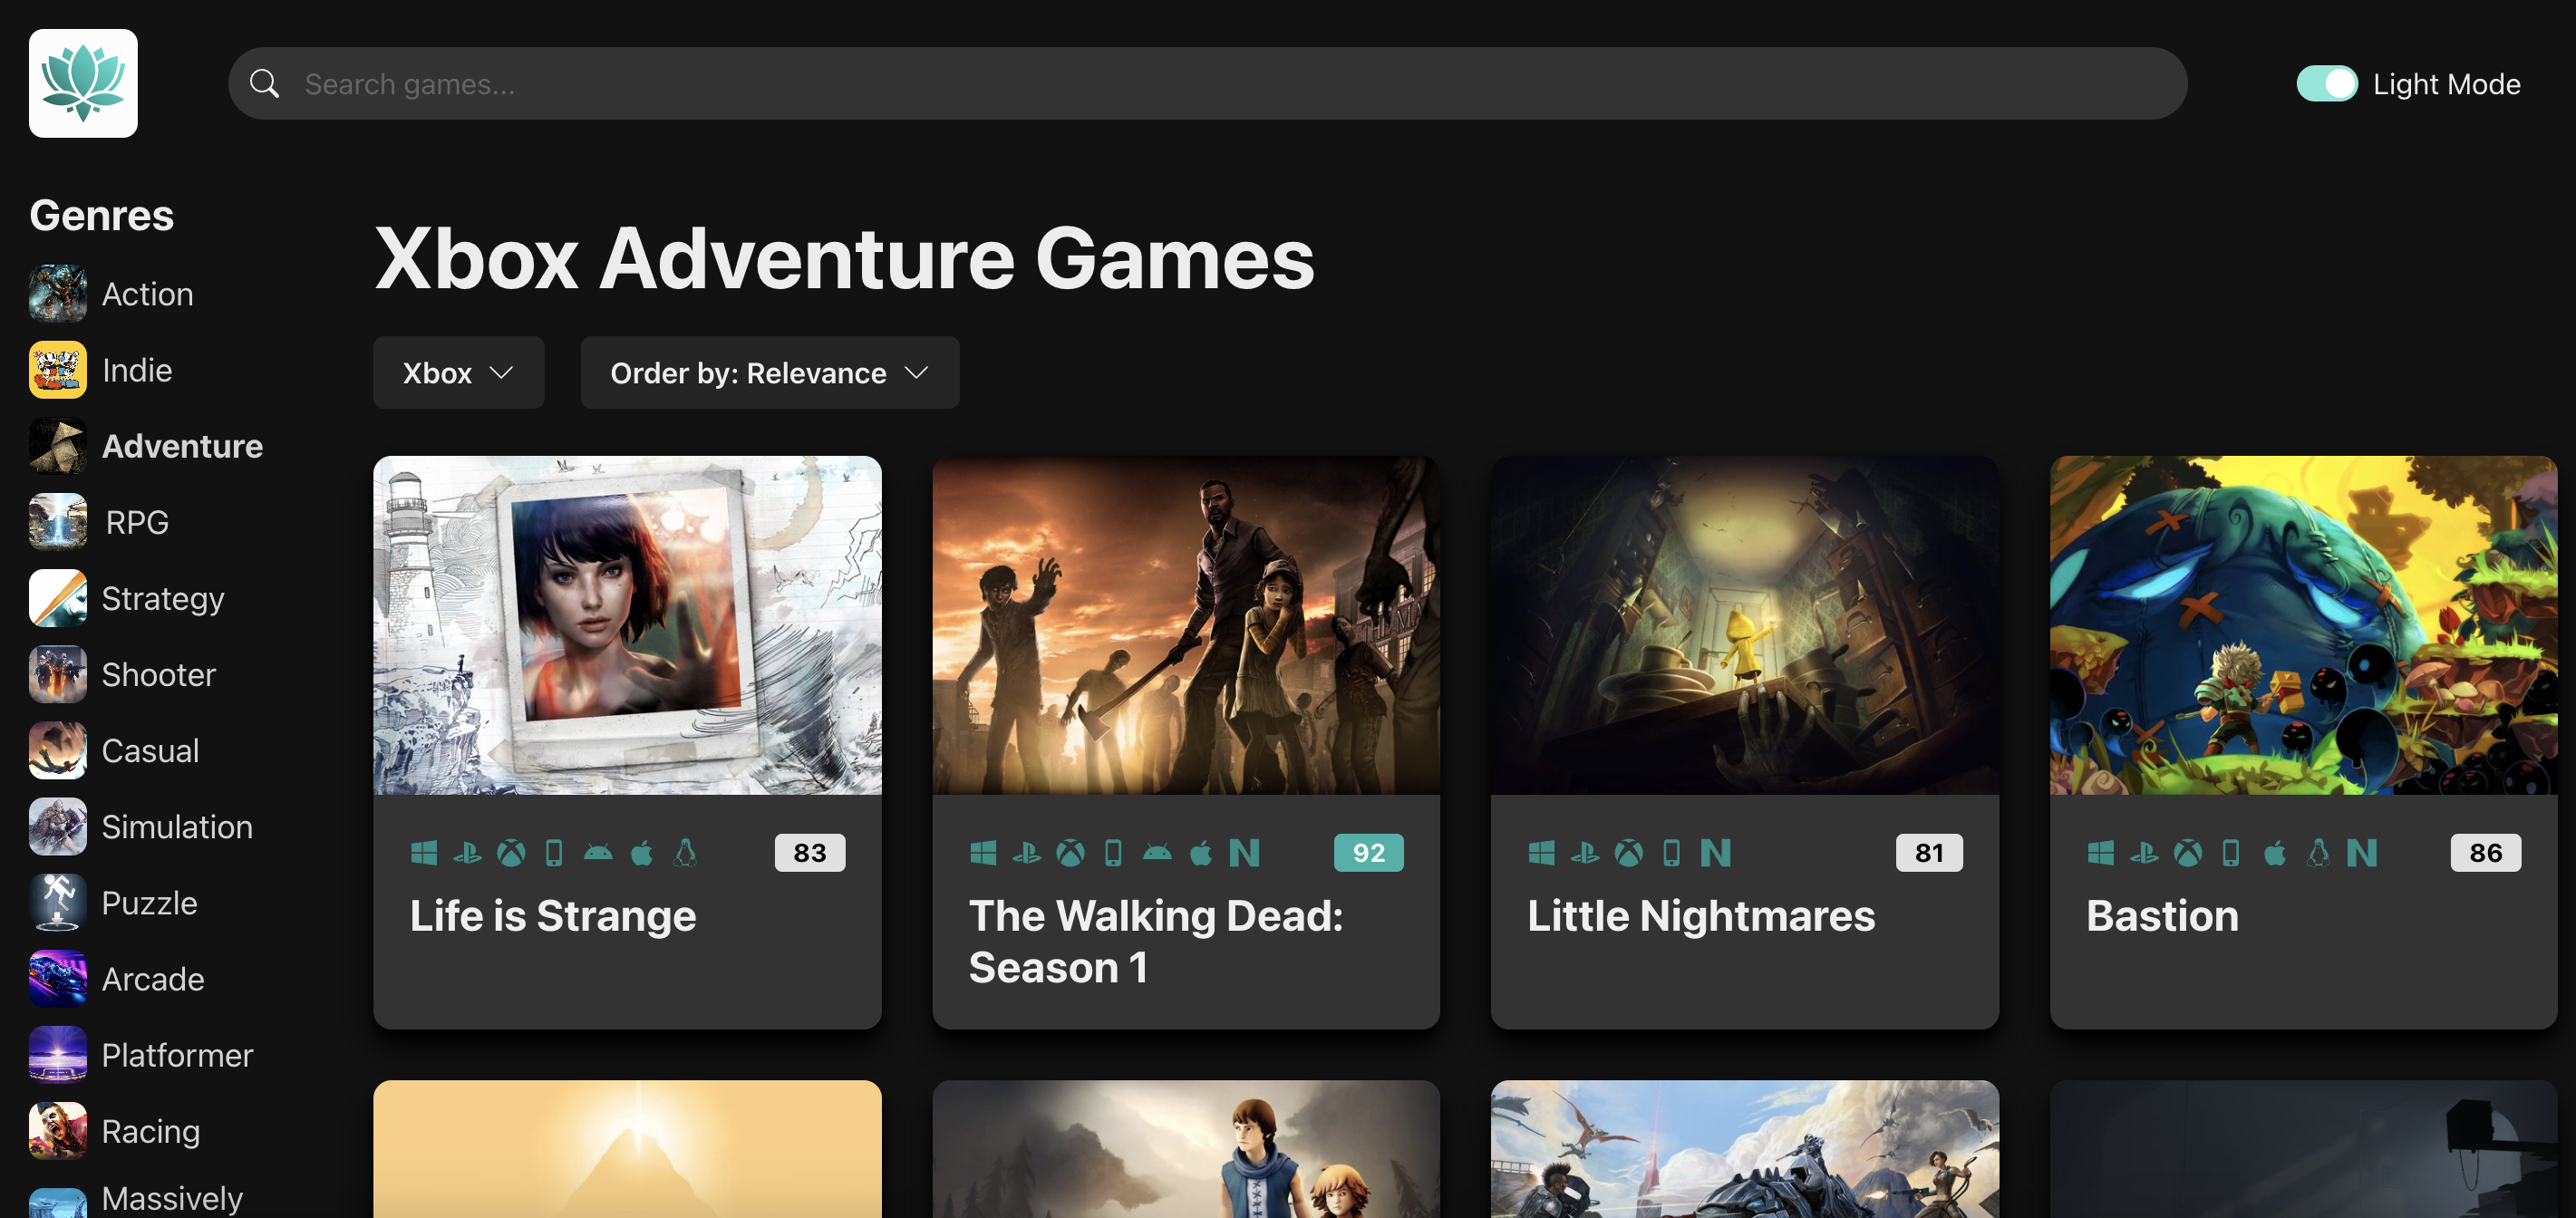 Search games...
Light Mode
Genres
Action
Indie
Adventure
RPG
Strategy
Shooter
Casual
Simulation
Puzzle
Arcade
Platformer
Racing
Massively
Xbox Adventure Games
Xbox
Order by: Relevance
83
Life is Strange
92
The Walking Dead:
Season 1
81
Little Nightmares
86
Bastion